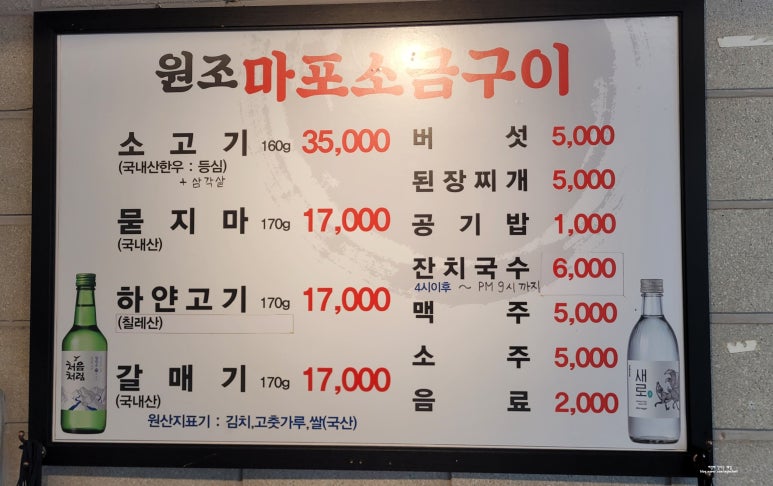 원조마포소금구이
소고기 160g 35,000
(국내산한우 : 등심)
+ 삼각살
묻지마 170g 17,000
(국내산)
하얀고기 170g 17,000
(칠레산)
갈매기 170g 17,000
(국내산)
버섯 5,000
된장찌개 5,000
공기밥 1,000
잔치국수 6,000
4시이후 ~ PM 9시 까지
맥주 5,000
소주 5,000
음료 2,000
원산지표기 : 김치,고춧가루,쌀(국산)
처음
처럼
새로